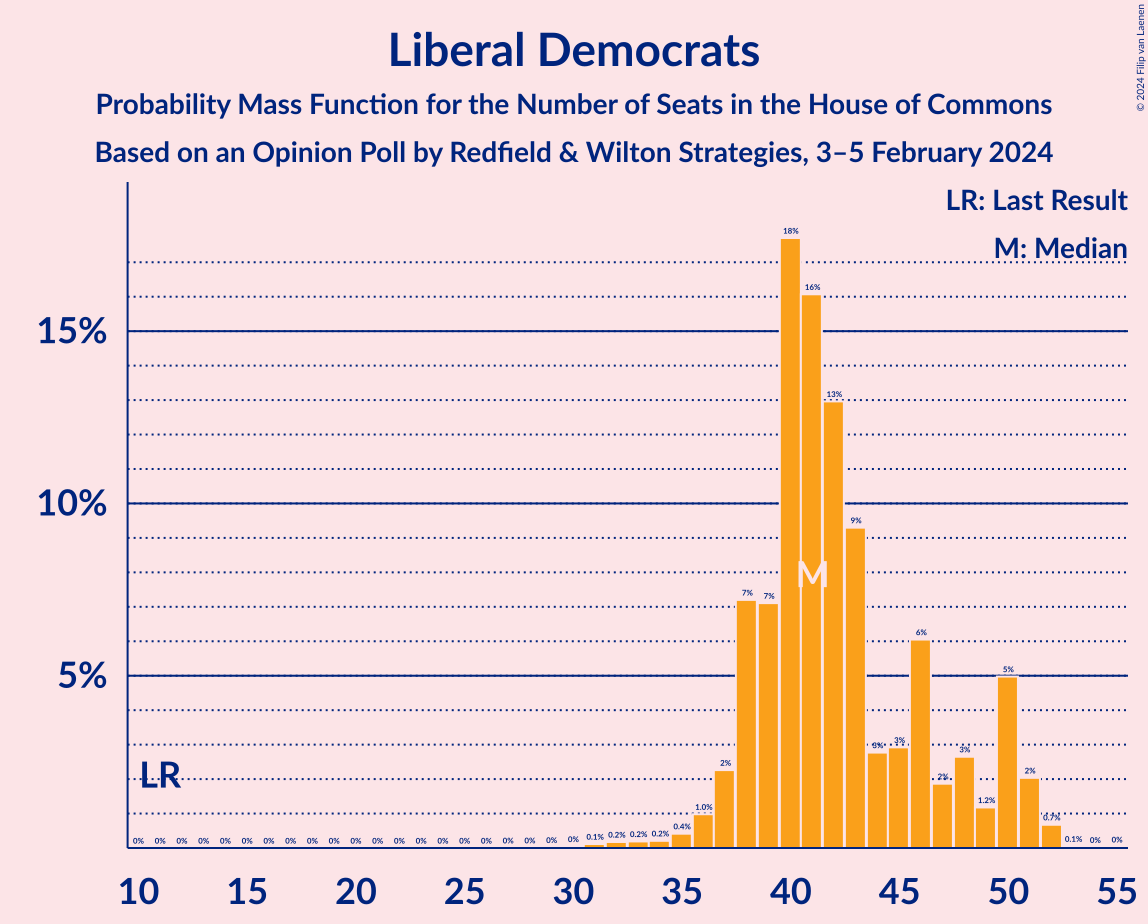 Liberal Democrats
Probability Mass Function for the Number of Seats in the House of Commons
Based on an Opinion Poll by Redfield & Wilton Strategies, 3–5 February 2024
© 2024 Filip van Laenen
LR: Last Result
M: Median
15%
10%
5%
LR
M
0% 0% 0% 0% 0% 0% 0% 0% 0% 0% 0% 0% 0% 0% 0% 0% 0% 0% 0% 0% 0% 0.1% 0.2% 0.2% 0.2% 0.4% 1.0% 2% 7% 7% 18% 16% 13% 9% 3% 3% 6% 2% 3% 1.2% 5% 2% 0.7% 0.1% 0% 0%
10 15 20 25 30 35 40 45 50 55